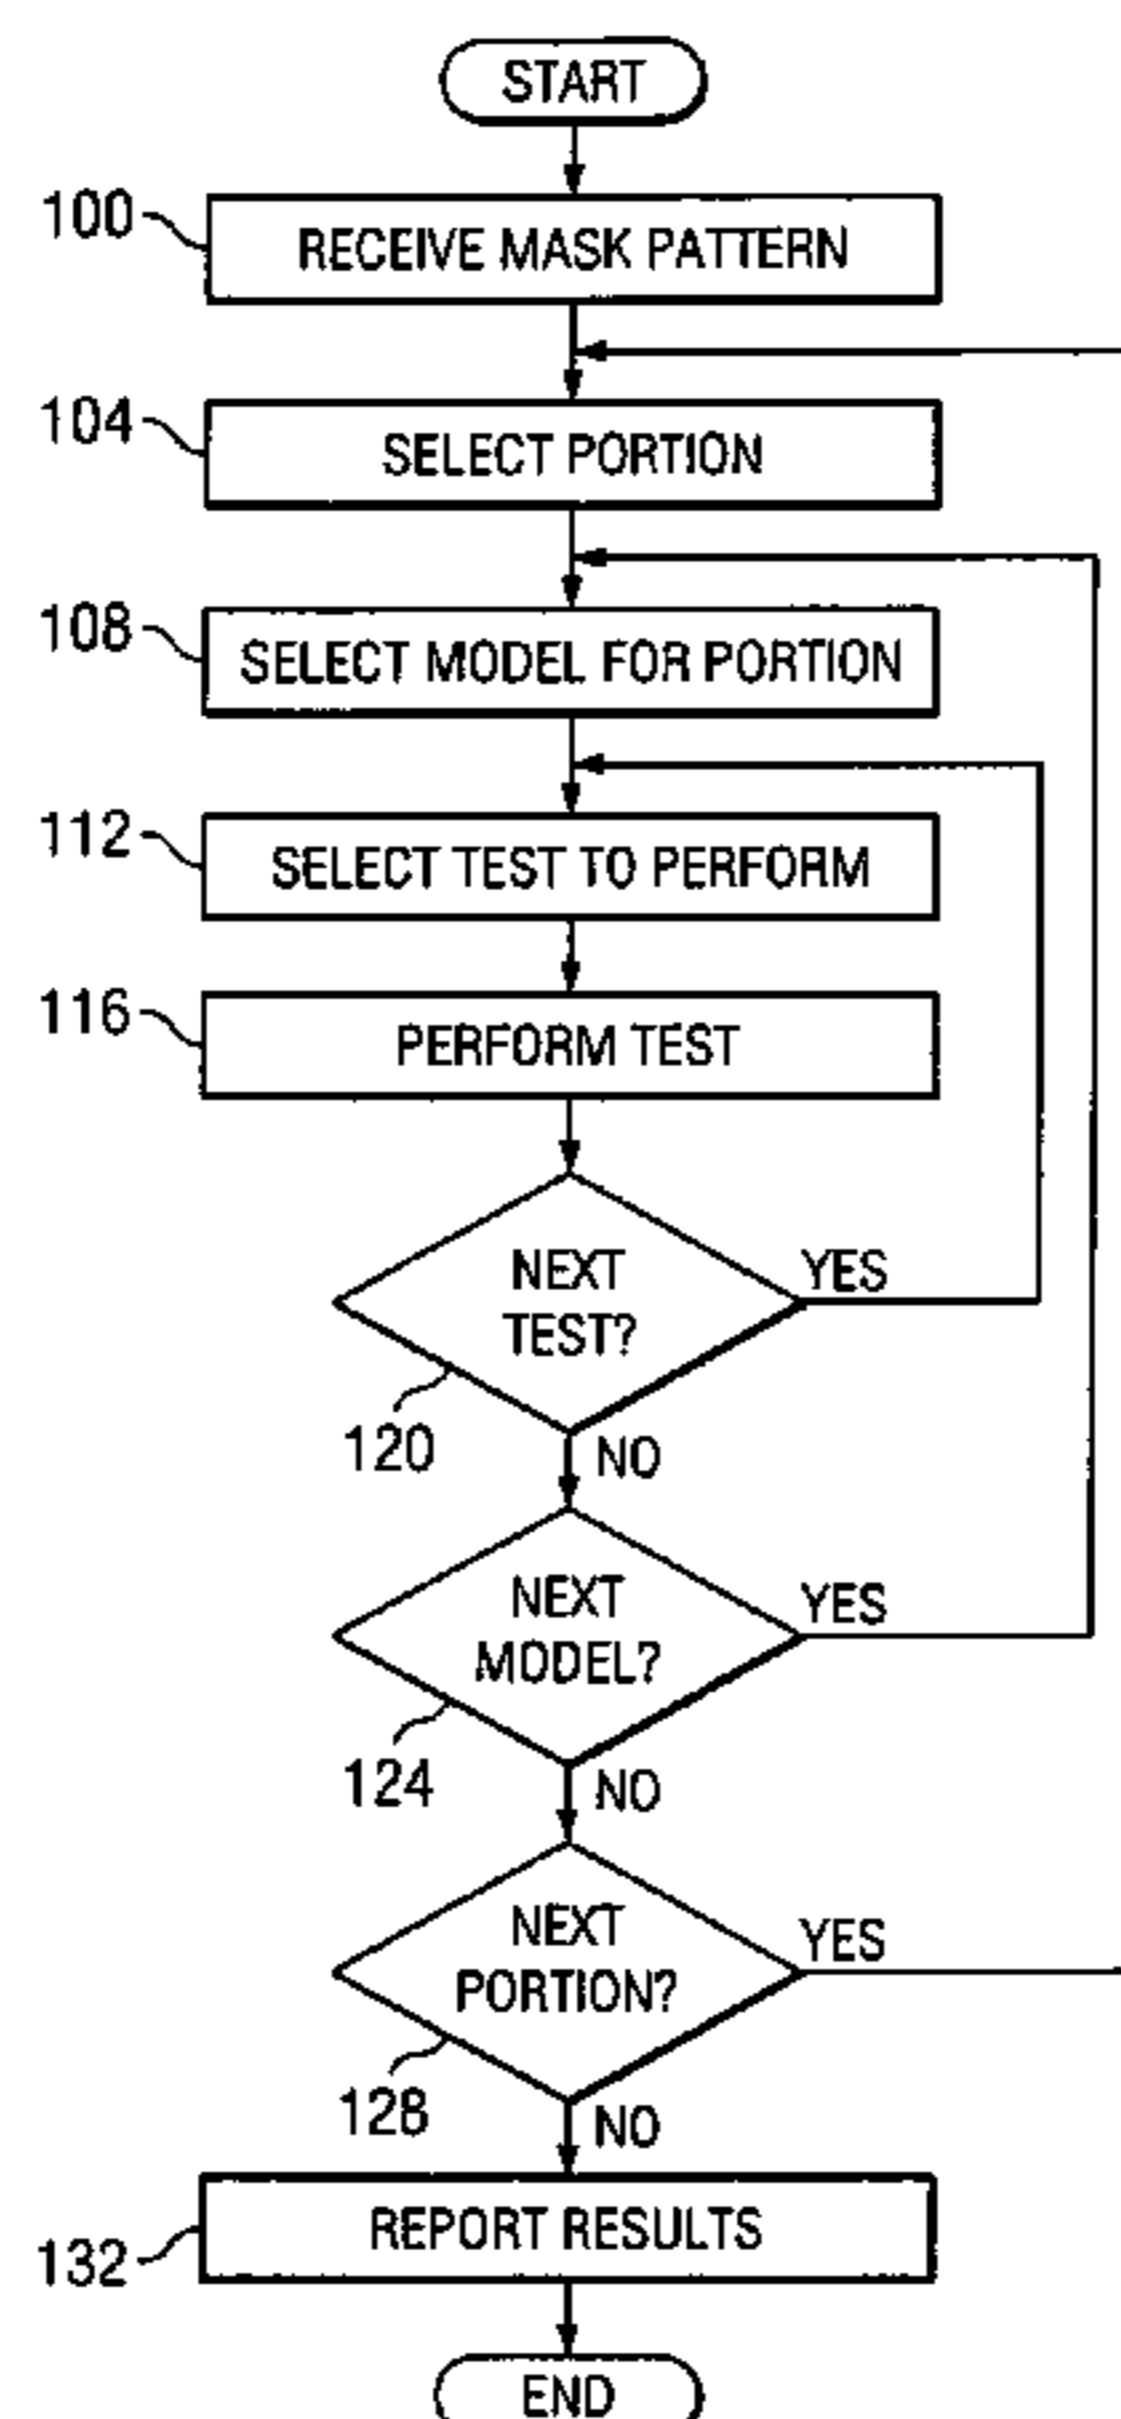 START
100
RECEIVE MASK PATTERN
104
SELECT PORTION
108
SELECT MODEL FOR PORTION
112
SELECT TEST TO PERFORM
116
PERFORM TEST
NEXT
TEST?
YES
120
NO
NEXT
MODEL?
YES
124
NO
NEXT
PORTION?
YES
128
NO
REPORT RESULTS
132
END